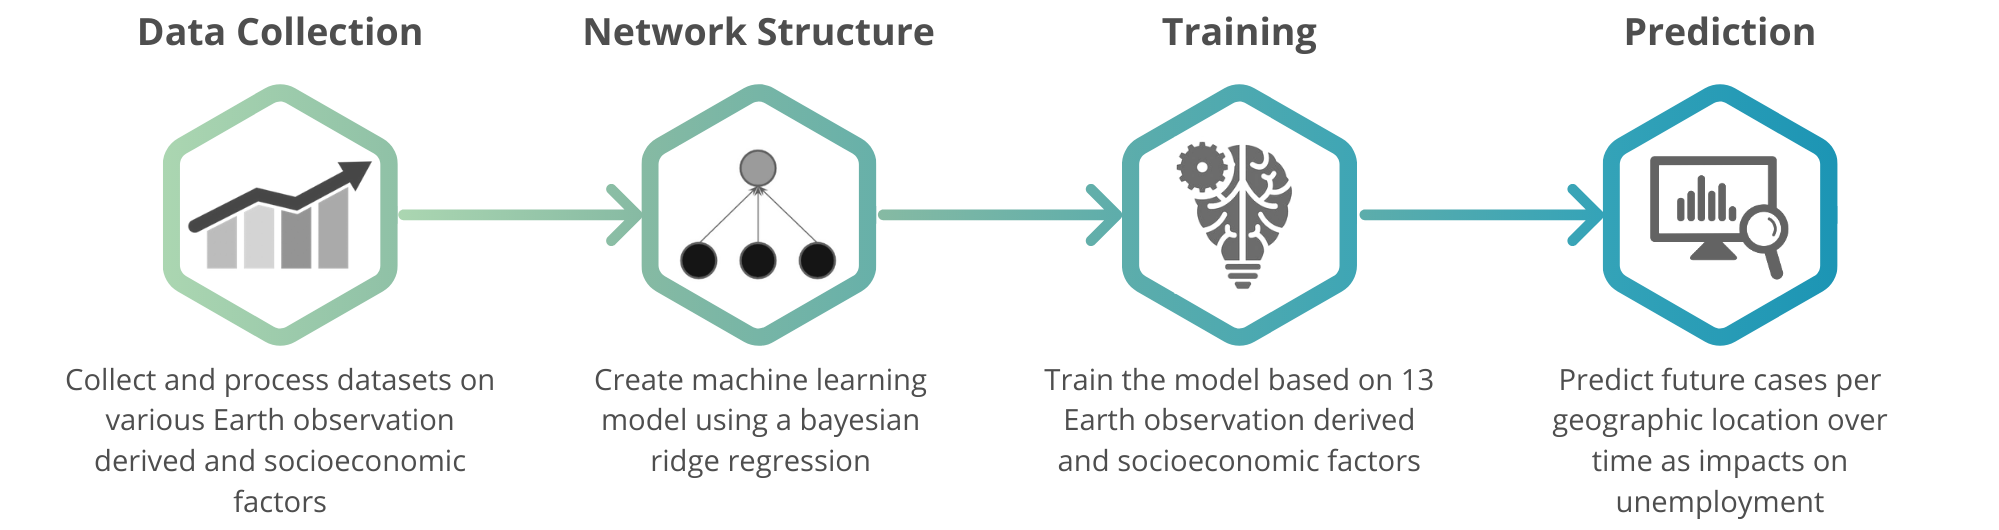 Data Collection
Collect and process datasets on
various Earth observation
derived and socioeconomic
factors
Network Structure
Create machine learning
model using a bayesian
ridge regression
Training
Train the model based on 13
Earth observation derived
and socioeconomic factors
Prediction
Predict future cases per
geographic location over
time as impacts on
unemployment